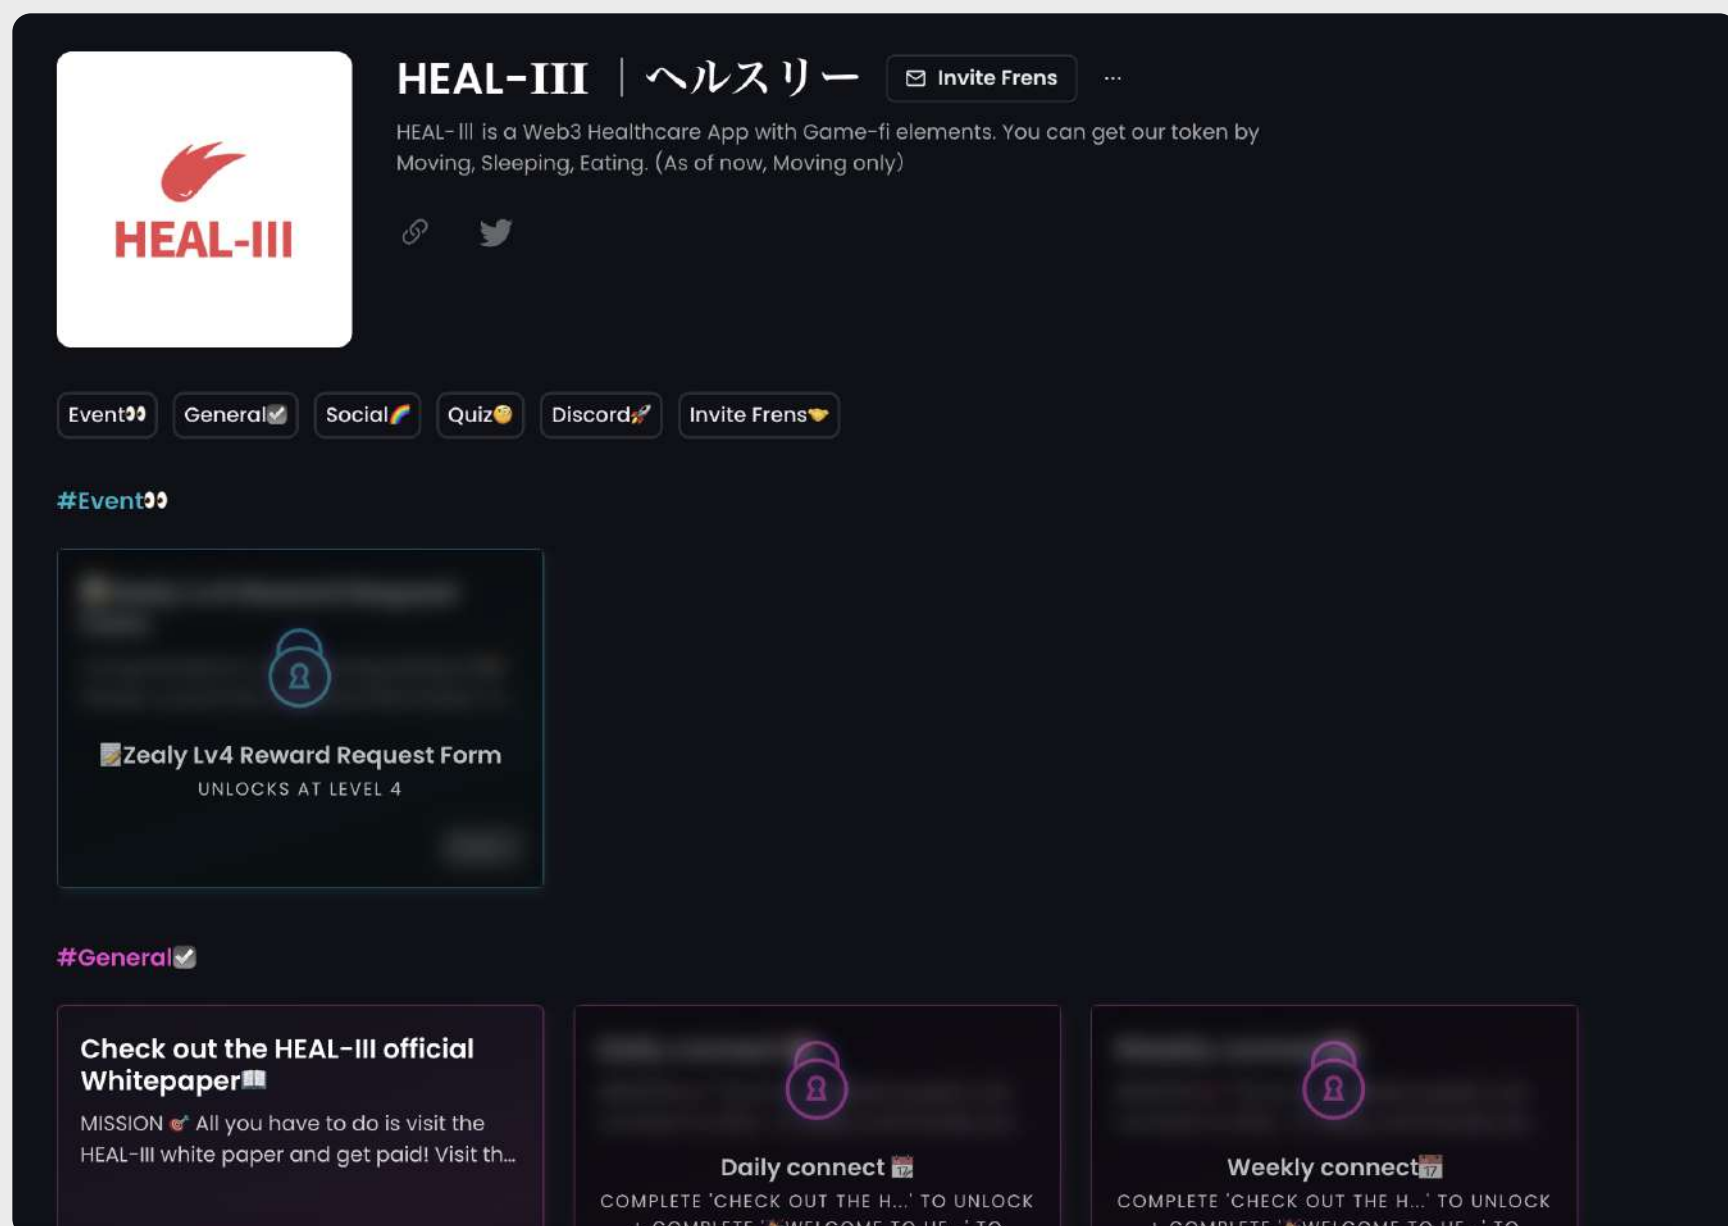 HEAL-III
HEAL-III ｜ヘルスリー
Invite Frens
...
HEAL-Ⅲ is a Web3 Healthcare App with Game-fi elements. You can get our token by
Moving, Sleeping, Eating. (As of now, Moving only)
Event👀
General☑️
Social🌈
Quiz🧐
Discord🚀
Invite Frens🤝
#Event👀
📝Zealy Lv4 Reward Request Form
UNLOCKS AT LEVEL 4
#General☑️
Check out the HEAL-III official
Whitepaper📖
MISSION 🎯 All you have to do is visit the
HEAL-III white paper and get paid! Visit th...
Daily connect 📅
COMPLETE 'CHECK OUT THE H...' TO UNLOCK
Weekly connect📅
COMPLETE 'CHECK OUT THE H...' TO UNLOCK